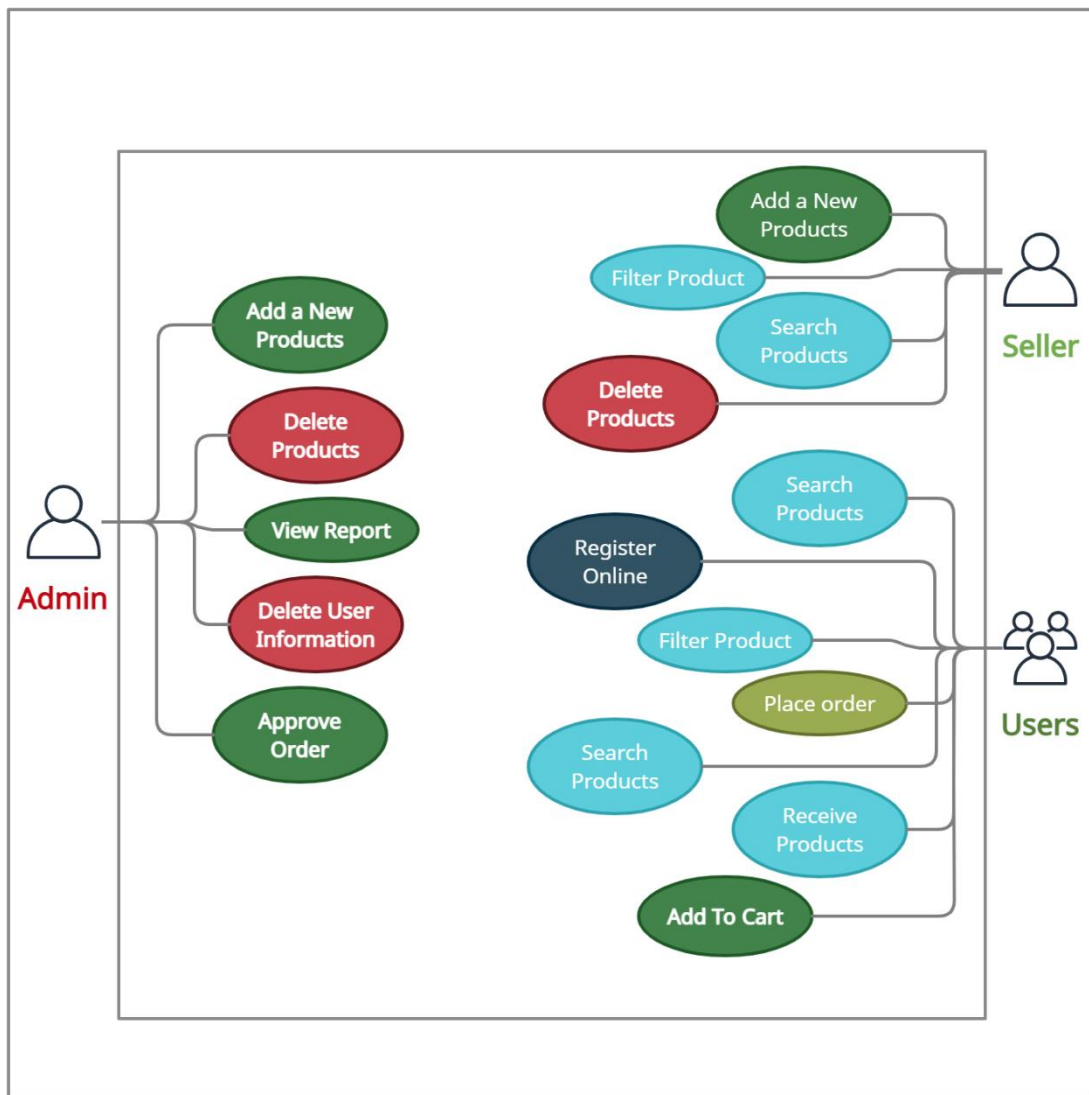 Add a New
Products
Filter Product
Search
Products
Delete
Products
Seller
Add a New
Products
Delete
Products
View Report
Delete User
Information
Approve
Order
Admin
Search
Products
Register
Online
Filter Product
Place order
Search
Products
Receive
Products
Add To Cart
Users